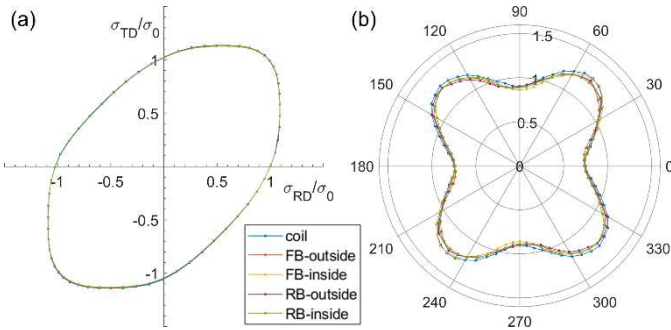 (a)
σTD/σ0
1
0.5
-1
-0.5
0.5
1
σRD/σ0
-0.5
-1
coil
FB-outside
FB-inside
RB-outside
RB-inside
(b)
90
120
60
1.5
150
1
30
0.5
180
0
0
210
330
240
300
270